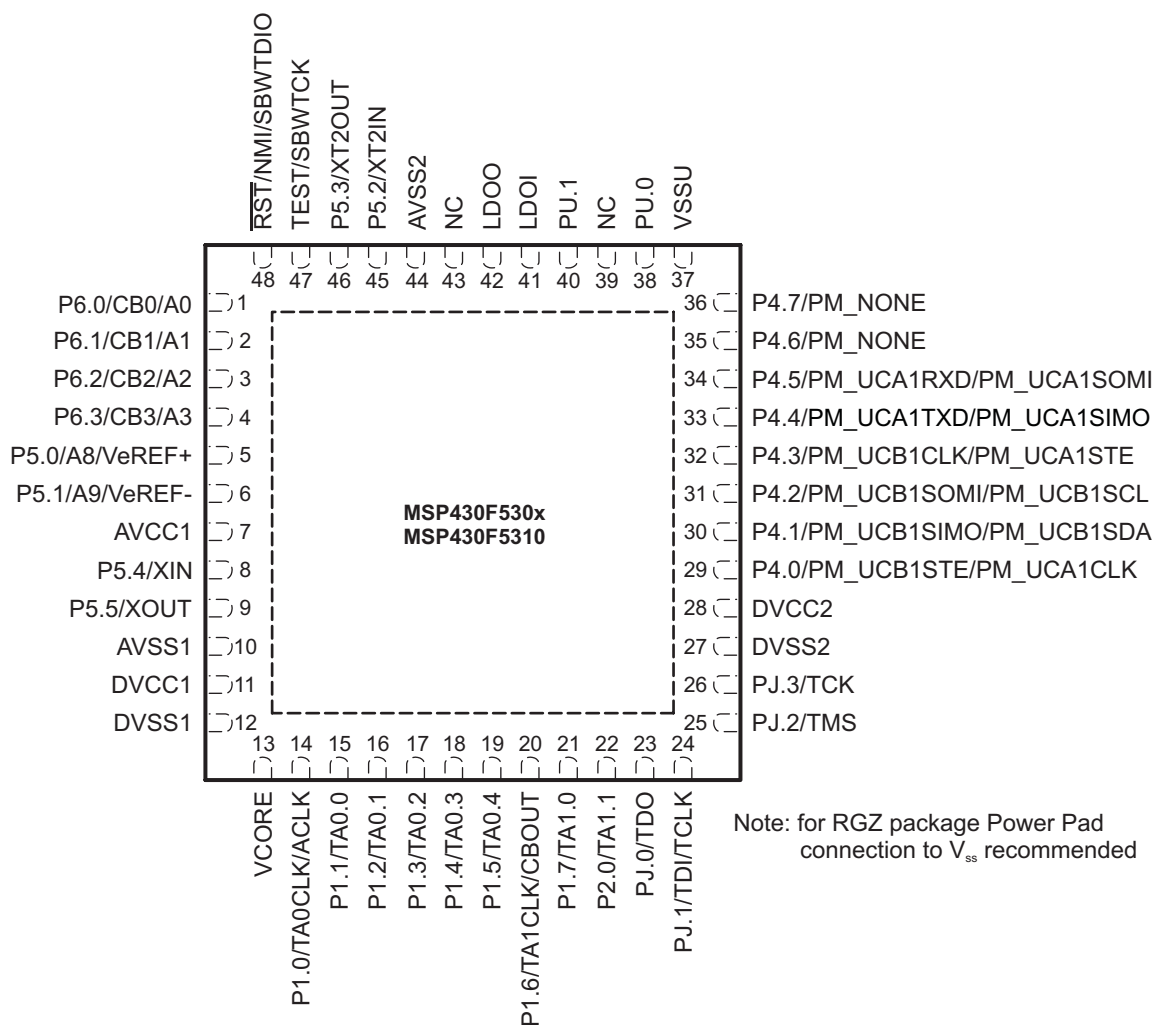 RST/NMI/SBWTDIO
TEST/SBWTCK
P5.3/XT2OUT
P5.2/XT2IN
AVSS2
NC
LDOO
LDOI
PU.1
NC
PU.0
VSSU
48 47 46 45 44 43 42 41 40 39 38 37
P6.0/CB0/A0 1
P6.1/CB1/A1 2
P6.2/CB2/A2 3
P6.3/CB3/A3 4
P5.0/A8/VeREF+ 5
P5.1/A9/VeREF- 6
AVCC1 7
P5.4/XIN 8
P5.5/XOUT 9
AVSS1 10
DVCC1 11
DVSS1 12
MSP430F530x
MSP430F5310
36 P4.7/PM_NONE
35 P4.6/PM_NONE
34 P4.5/PM_UCA1RXD/PM_UCA1SOMI
33 P4.4/PM_UCA1TXD/PM_UCA1SIMO
32 P4.3/PM_UCB1CLK/PM_UCA1STE
31 P4.2/PM_UCB1SOMI/PM_UCB1SCL
30 P4.1/PM_UCB1SIMO/PM_UCB1SDA
29 P4.0/PM_UCB1STE/PM_UCA1CLK
28 DVCC2
27 DVSS2
26 PJ.3/TCK
25 PJ.2/TMS
13 14 15 16 17 18 19 20 21 22 23 24
VCORE
P1.0/TA0CLK/ACLK
P1.1/TA0.0
P1.2/TA0.1
P1.3/TA0.2
P1.4/TA0.3
P1.5/TA0.4
P1.6/TA1CLK/CBOUT
P1.7/TA1.0
P2.0/TA1.1
PJ.0/TDO
PJ.1/TDI/TCLK
Note: for RGZ package Power Pad
connection to Vss recommended